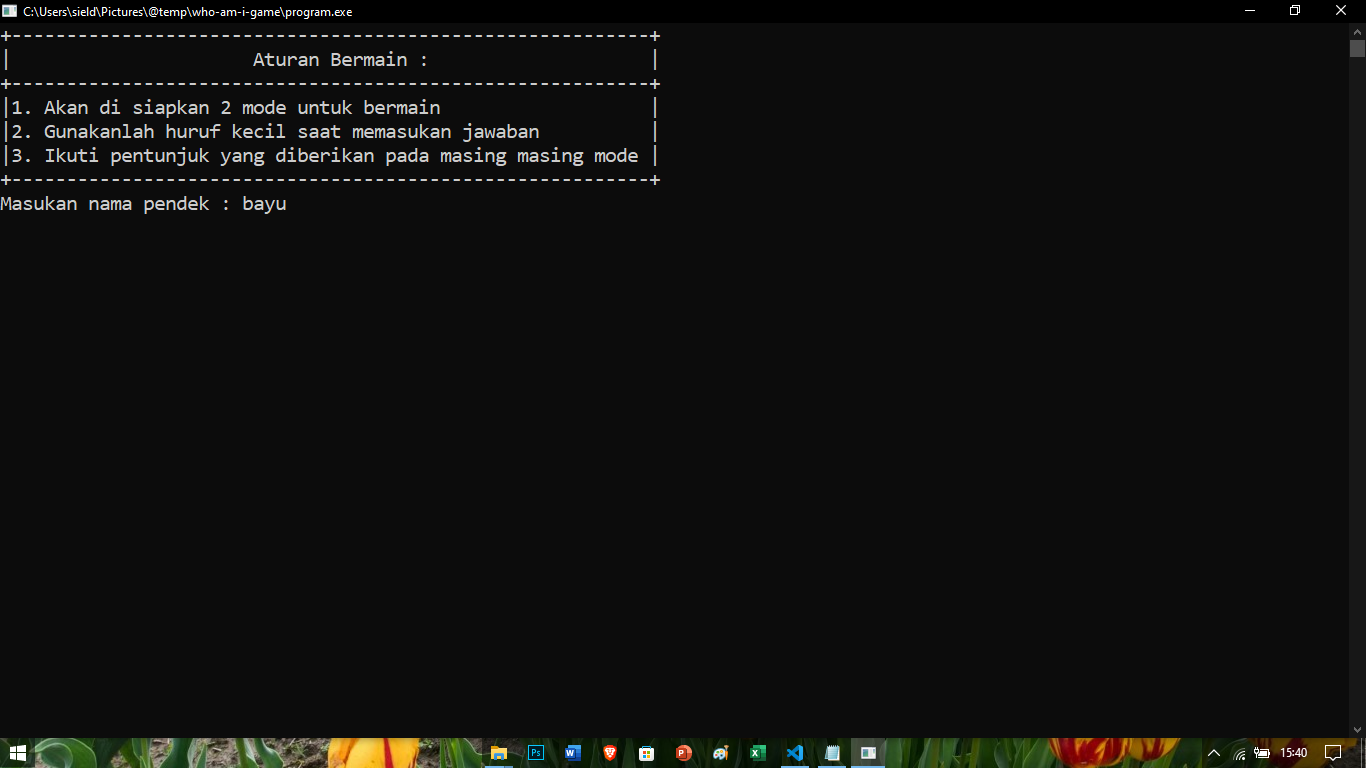 C:\Users\sield\Pictures\@temp\who-am-i-game\program.exe
+----------------------------------------------------------+
| Aturan Bermain : |
+----------------------------------------------------------+
|1. Akan di siapkan 2 mode untuk bermain |
|2. Gunakanlah huruf kecil saat memasukan jawaban |
|3. Ikuti pentunjuk yang diberikan pada masing masing mode |
+----------------------------------------------------------+
Masukan nama pendek : bayu
Ps W P X
15:40